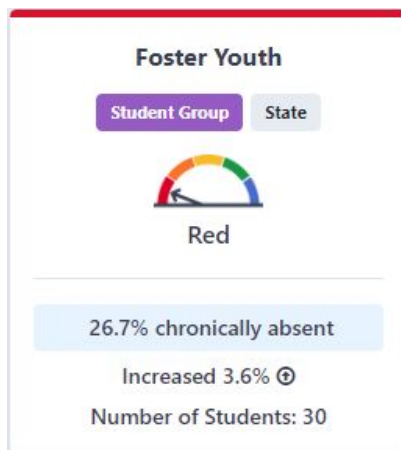 Foster Youth
Student Group State
Red
26.7% chronically absent
Increased 3.6%
Number of Students: 30